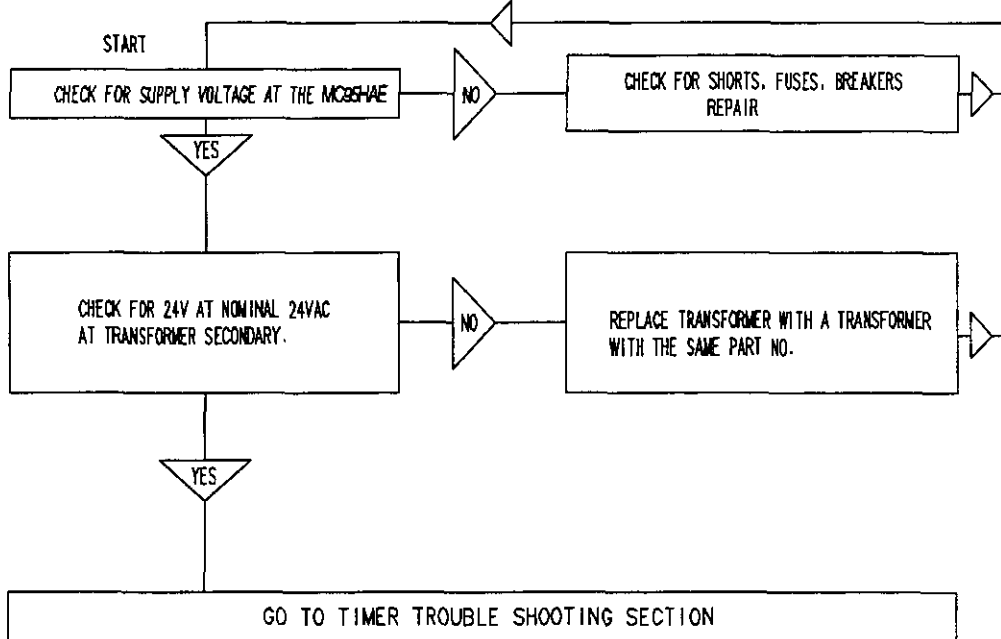 START
CHECK FOR SUPPLY VOLTAGE AT THE MC95HAE
NO
CHECK FOR SHORTS, FUSES, BREAKERS
REPAIR
YES
CHECK FOR 24V AT NOMINAL 24VAC
AT TRANSFORMER SECONDARY.
NO
REPLACE TRANSFORMER WITH A TRANSFORMER
WITH THE SAME PART NO.
YES
GO TO TIMER TROUBLE SHOOTING SECTION